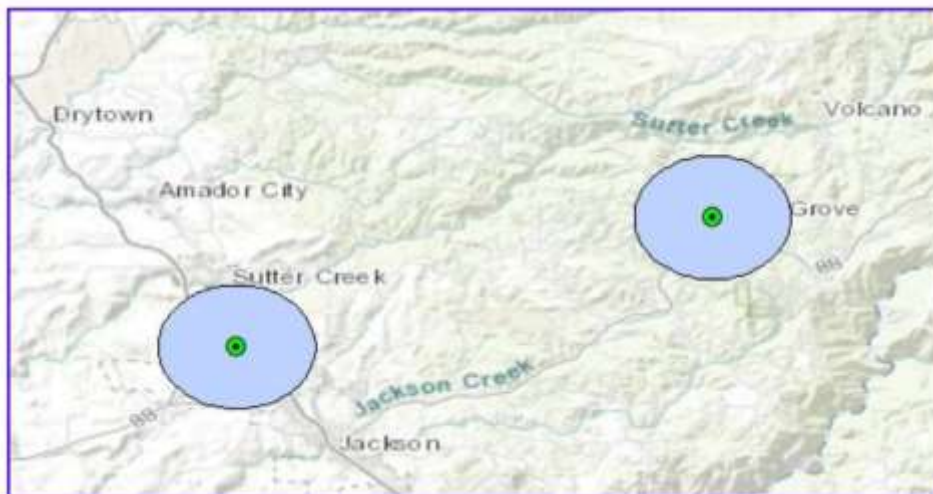 Drytown
Sutter Creek
Volcano
Amador City
Grove
88
Sutter Creek
Jackson Creek
88
Jackson